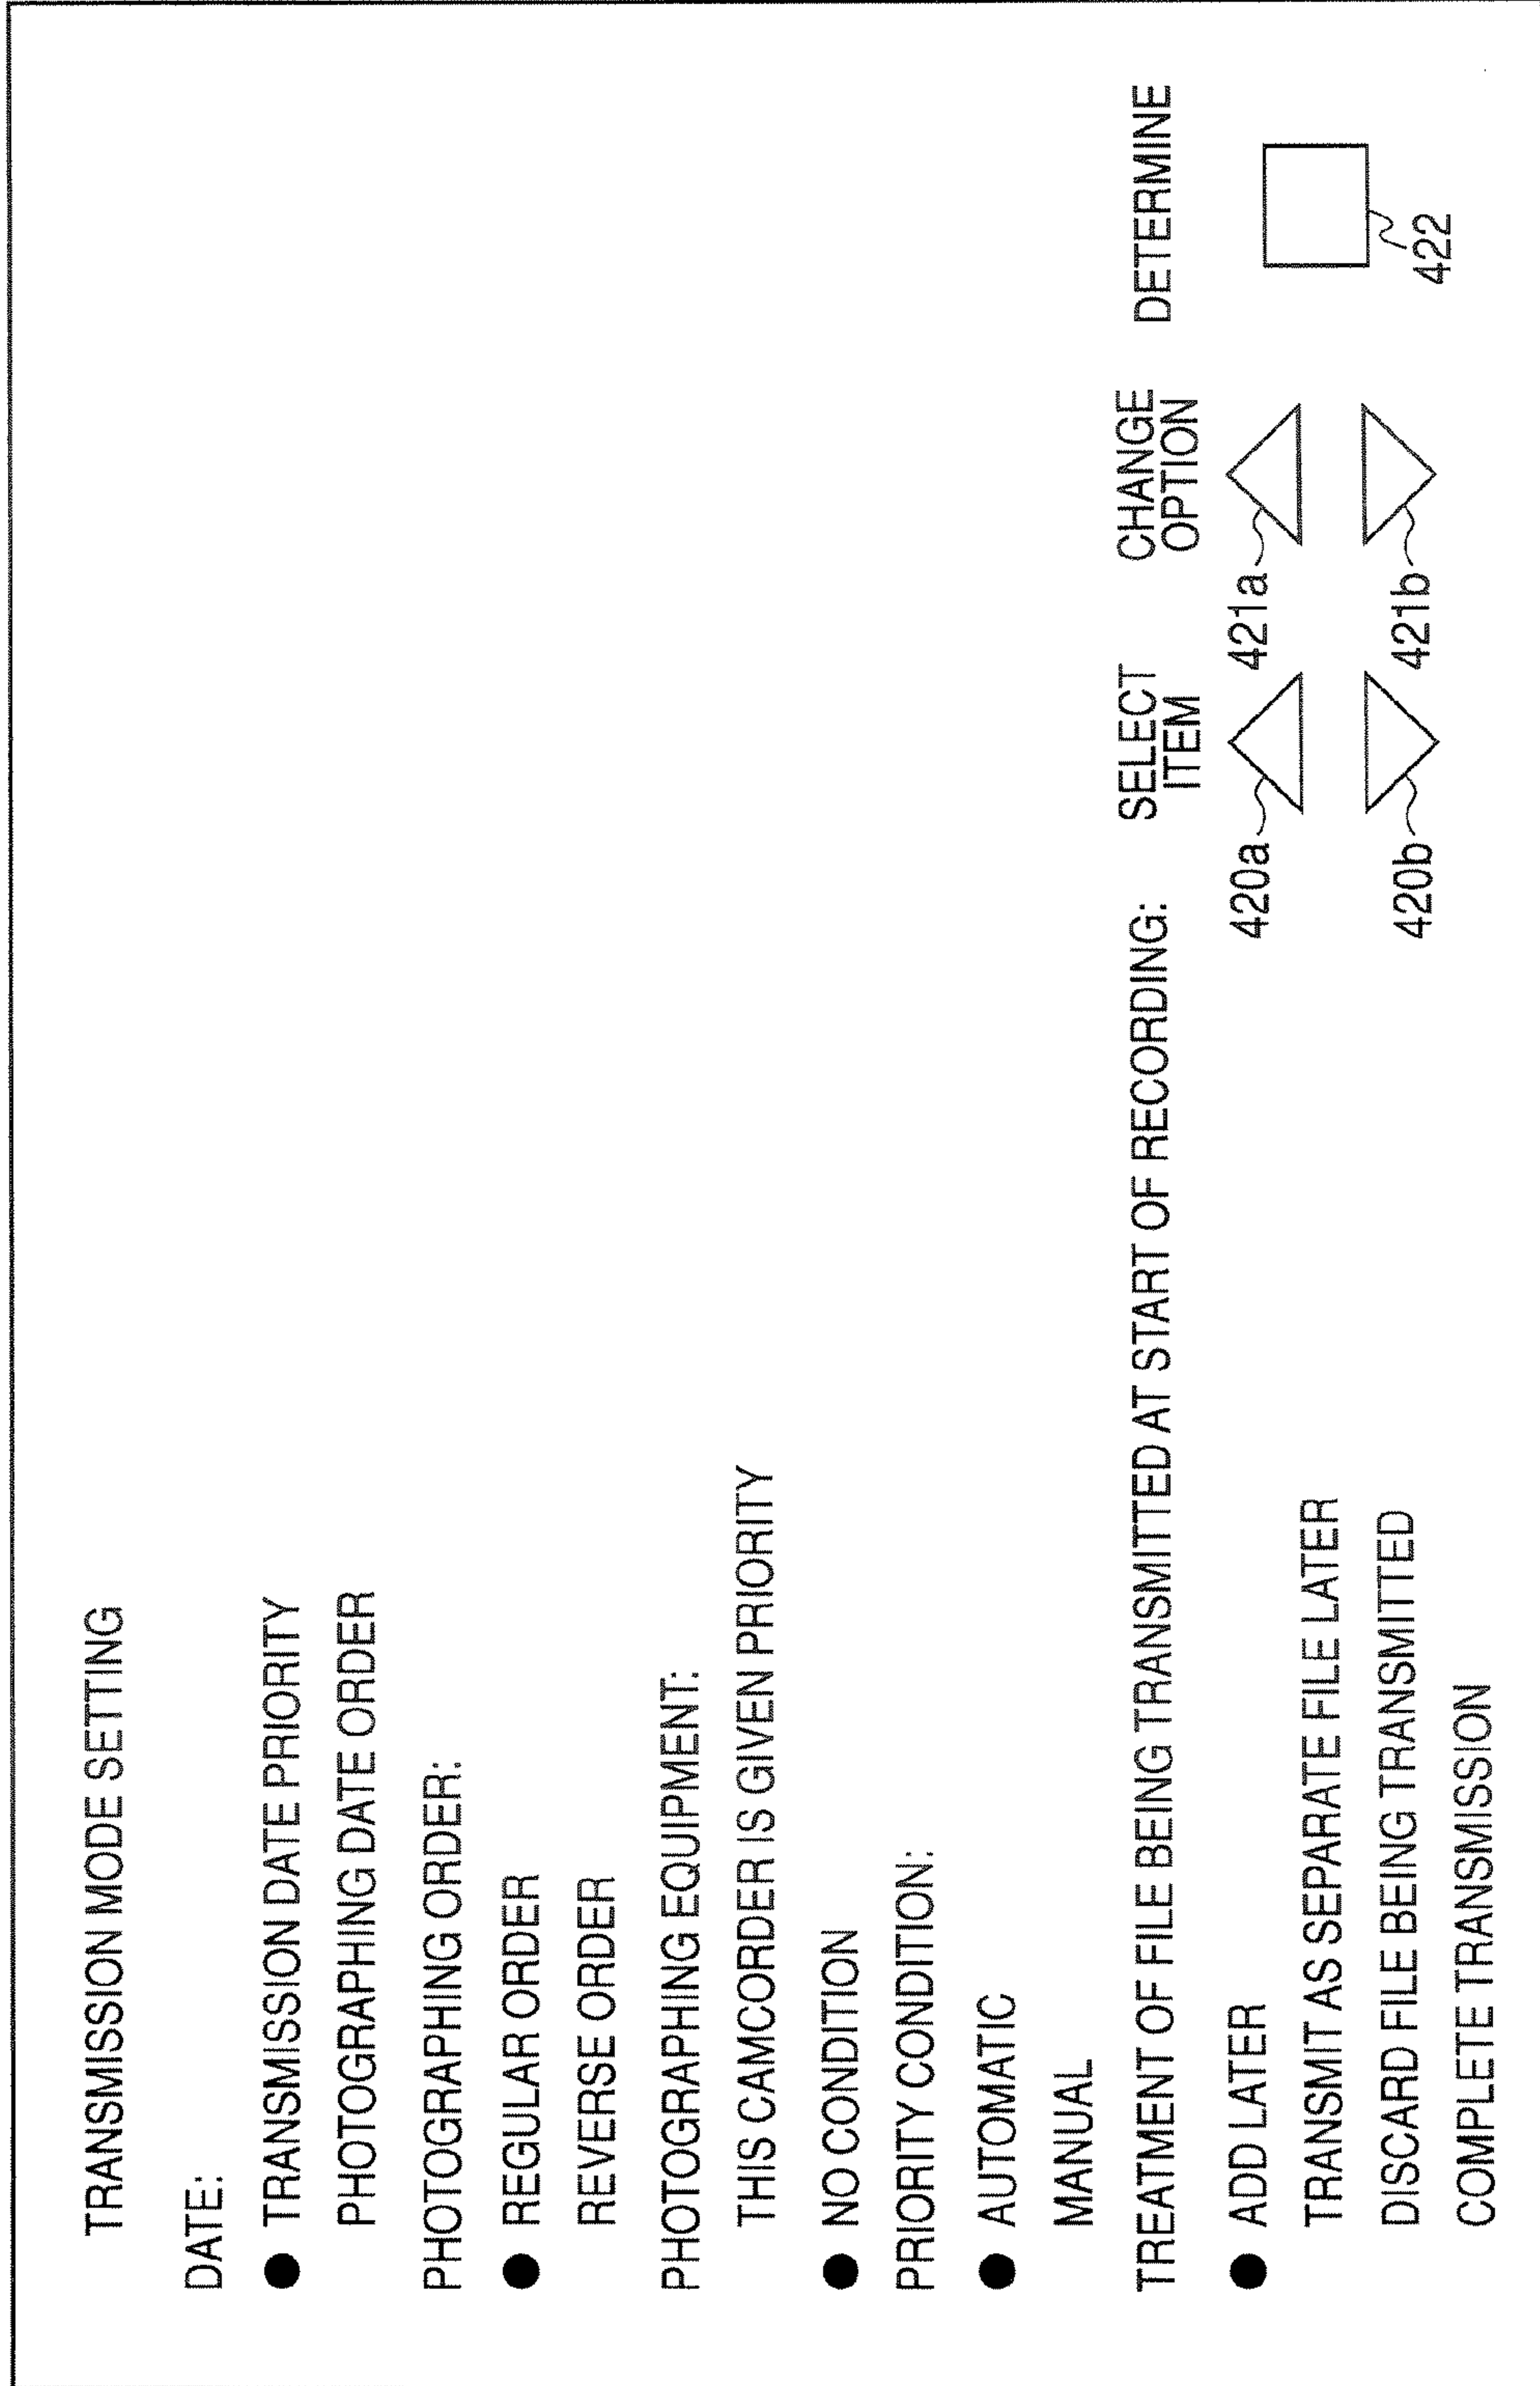 TRANSMISSION MODE SETTING
DATE:
● TRANSMISSION DATE PRIORITY
PHOTOGRAPHING DATE ORDER
PHOTOGRAPHING ORDER:
● REGULAR ORDER
REVERSE ORDER
PHOTOGRAPHING EQUIPMENT:
THIS CAMCORDER IS GIVEN PRIORITY
● NO CONDITION
PRIORITY CONDITION:
● AUTOMATIC
MANUAL
TREATMENT OF FILE BEING TRANSMITTED AT START OF RECORDING:
● ADD LATER
TRANSMIT AS SEPARATE FILE LATER
DISCARD FILE BEING TRANSMITTED
COMPLETE TRANSMISSION
SELECT
ITEM
420a
420b
CHANGE
OPTION
421a
421b
DETERMINE
422